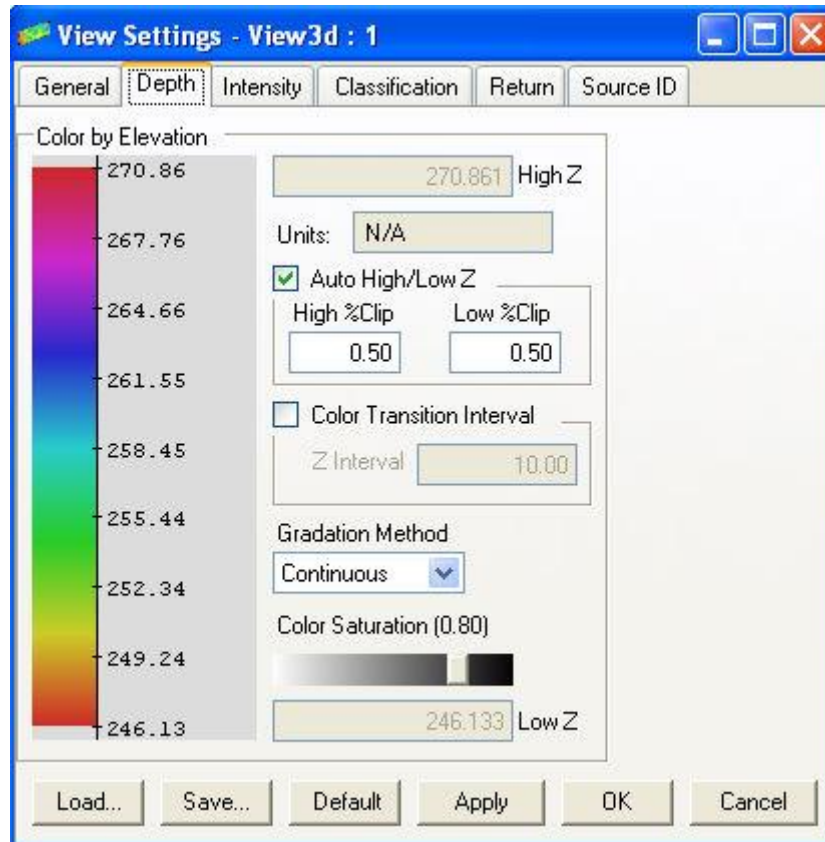 View Settings - View3d : 1
General Depth Intensity Classification Return Source ID
Color by Elevation
270.86
267.76
264.66
261.55
258.45
255.44
252.34
249.24
246.13
270.861 High Z
Units: N/A
Auto High/Low Z
High %Clip Low %Clip
0.50 0.50
Color Transition Interval
Z Interval 10.00
Gradation Method
Continuous
Color Saturation (0.80)
246.133 Low Z
Load... Save... Default Apply OK Cancel